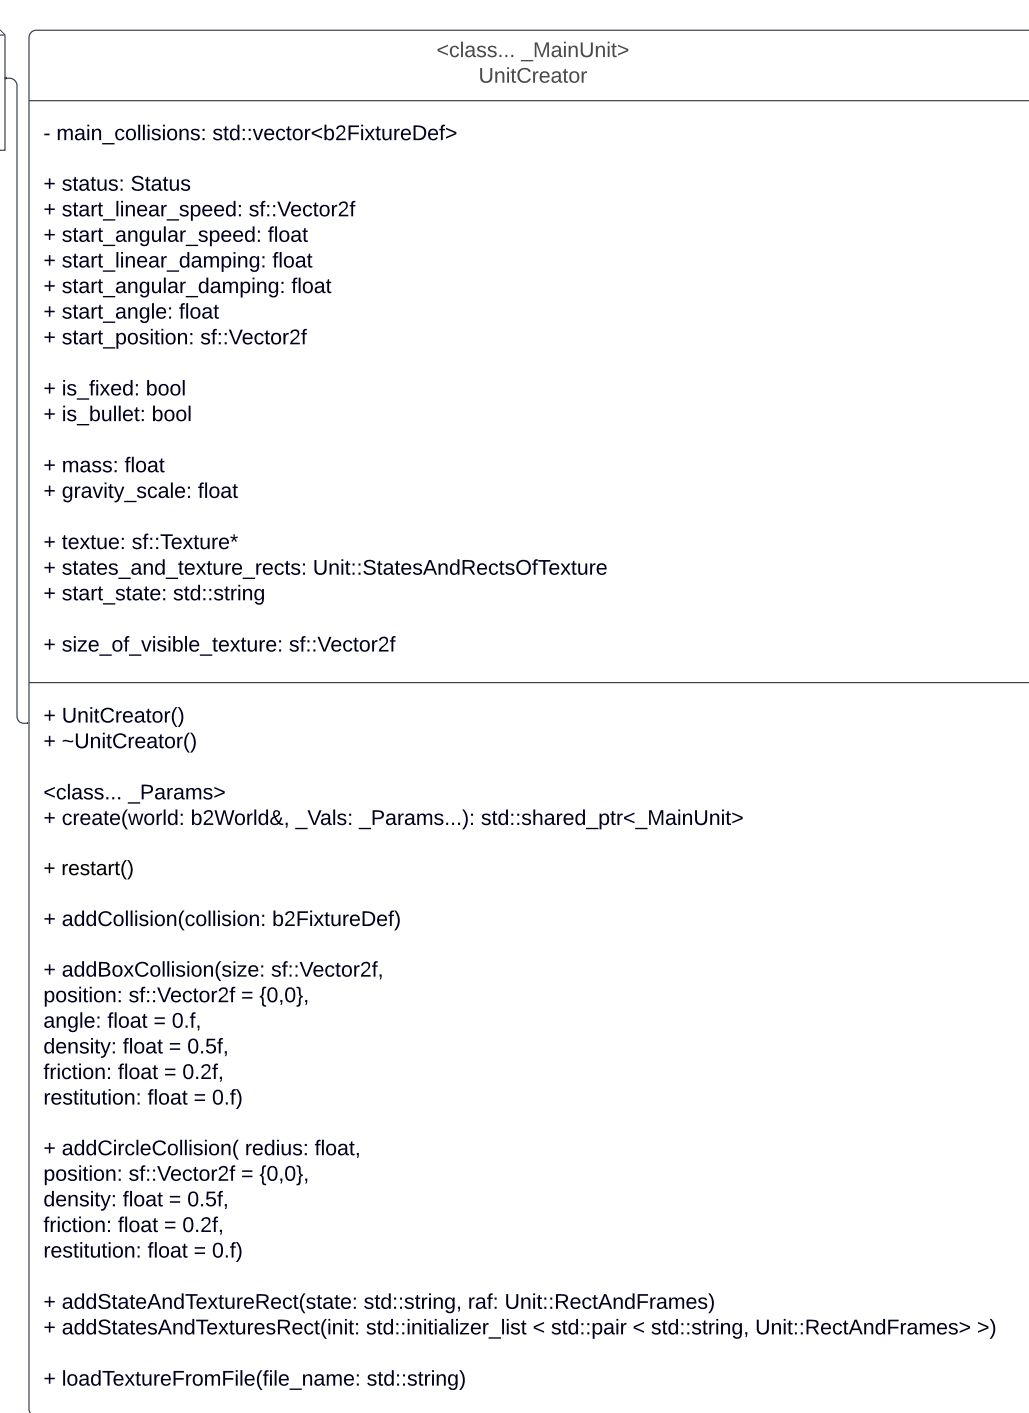 <class... _MainUnit>
UnitCreator
- main_collisions: std::vector<b2FixtureDef>
+ status: Status
+ start_linear_speed: sf::Vector2f
+ start_angular_speed: float
+ start_linear_damping: float
+ start_angular_damping: float
+ start_angle: float
+ start_position: sf::Vector2f
+ is_fixed: bool
+ is_bullet: bool
+ mass: float
+ gravity_scale: float
+ textue: sf::Texture*
+ states_and_texture_rects: Unit::StatesAndRectsOfTexture
+ start_state: std::string
+ size_of_visible_texture: sf::Vector2f
+ UnitCreator()
+ ~UnitCreator()
<class... _Params>
+ create(world: b2World&, _Vals: _Params...): std::shared_ptr<_MainUnit>
+ restart()
+ addCollision(collision: b2FixtureDef)
+ addBoxCollision(size: sf::Vector2f,
position: sf::Vector2f = {0,0},
angle: float = 0.f,
density: float = 0.5f,
friction: float = 0.2f,
restitution: float = 0.f)
+ addCircleCollision( redius: float,
position: sf::Vector2f = {0,0},
density: float = 0.5f,
friction: float = 0.2f,
restitution: float = 0.f)
+ addStateAndTextureRect(state: std::string, raf: Unit::RectAndFrames)
+ addStatesAndTexturesRect(init: std::initializer_list < std::pair < std::string, Unit::RectAndFrames> >)
+ loadTextureFromFile(file_name: std::string)